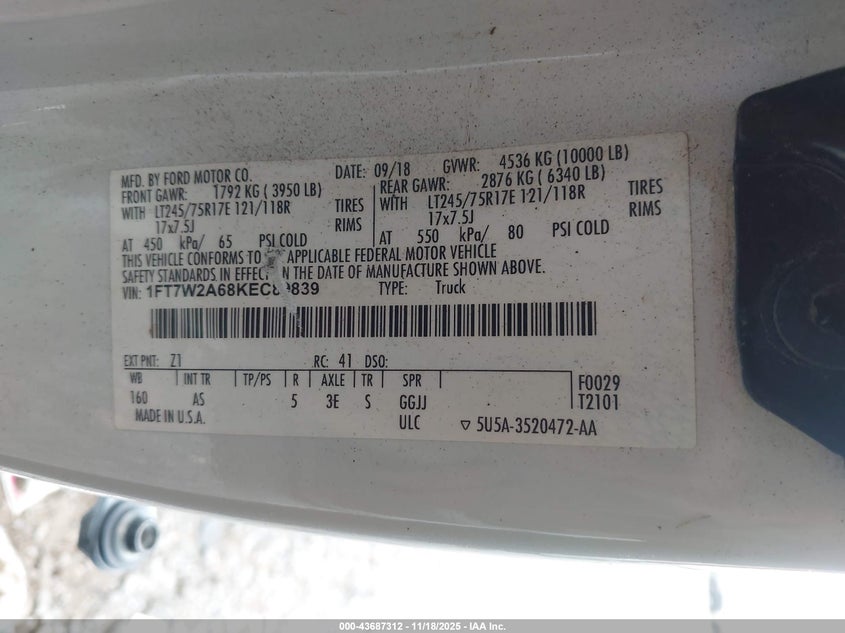 MFD. BY FORD MOTOR CO. DATE: 09/18 GVWR: 4536 KG (10000 LB)
FRONT GAWR: 1792 KG (3950 LB) REAR GAWR: 2876 KG (6340 LB)
WITH LT245/75R17E 121/118R TIRES WITH LT245/75R17E 121/118R TIRES
17x7.5J RIMS 17x7.5J RIMS
AT 450 kPa/ 65 PSI COLD AT 550 kPa/ 80 PSI COLD
THIS VEHICLE CONFORMS APPLICABLE FEDERAL MOTOR VEHICLE
SAFETY STANDARDS IN EFFECT THE DATE OF MANUFACTURE SHOWN ABOVE.
VIN: TYPE: Truck
EXT PNT: Z1 RC: 41 DSO:
WB INT TR TP/PS R AXLE TR SPR F0029
160 AS 5 3E S GGJJ T2101
MADE IN U.S.A. ULC ▽ 5U5A-3520472-AA
000-43687312 - 11/18/2025 - IAA Inc.